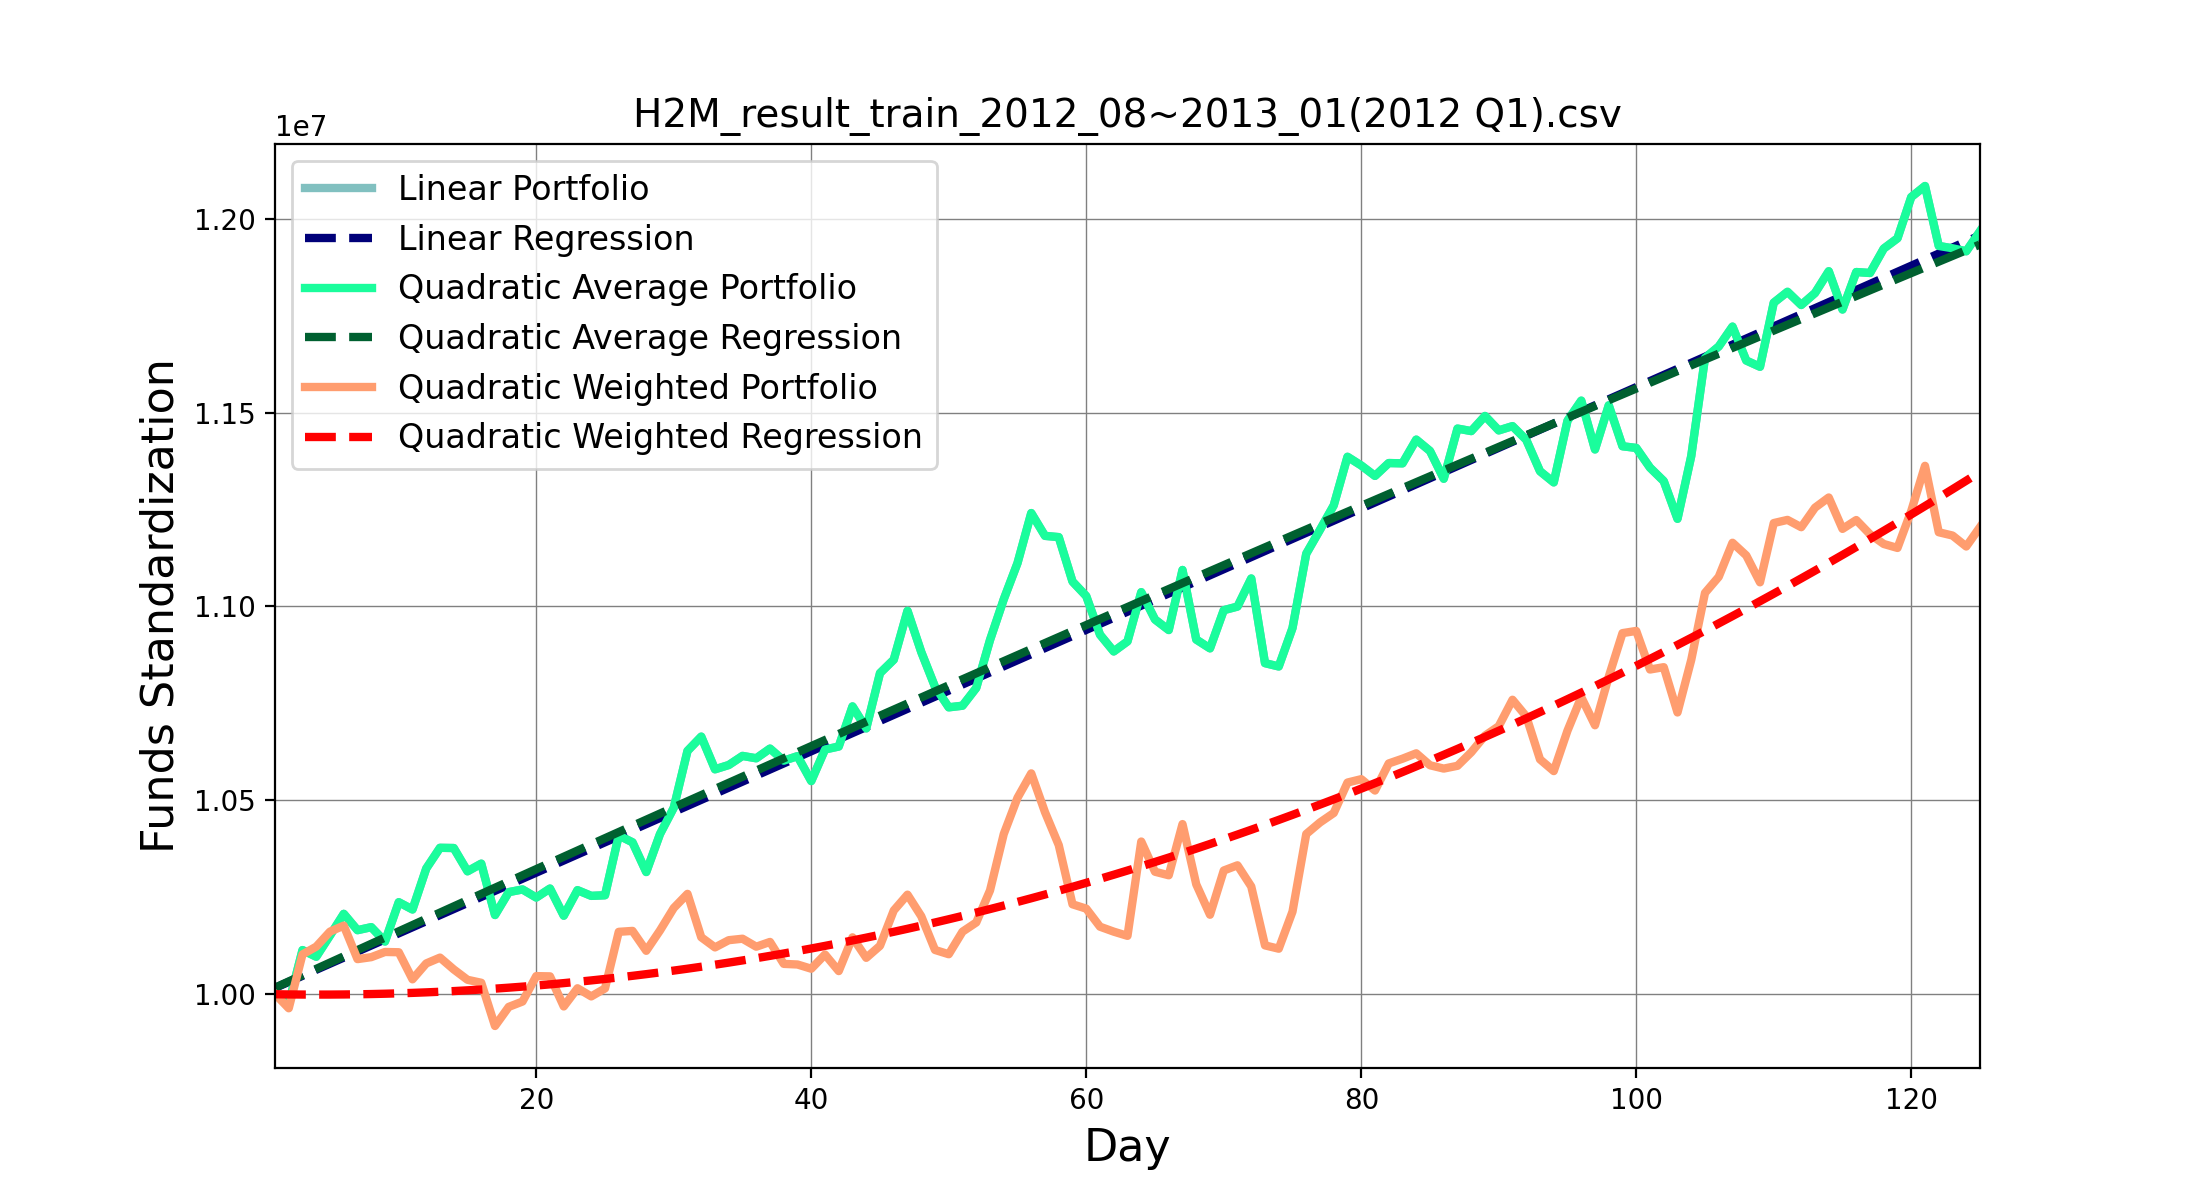 H2M_result_train_2012_08~2013_01(2012 Q1).csv
1e7
Linear Portfolio
Linear Regression
Quadratic Average Portfolio
Quadratic Average Regression
Quadratic Weighted Portfolio
Quadratic Weighted Regression
Funds Standardization
1.20
1.15
1.10
1.05
1.00
20 40 60 80 100 120
Day